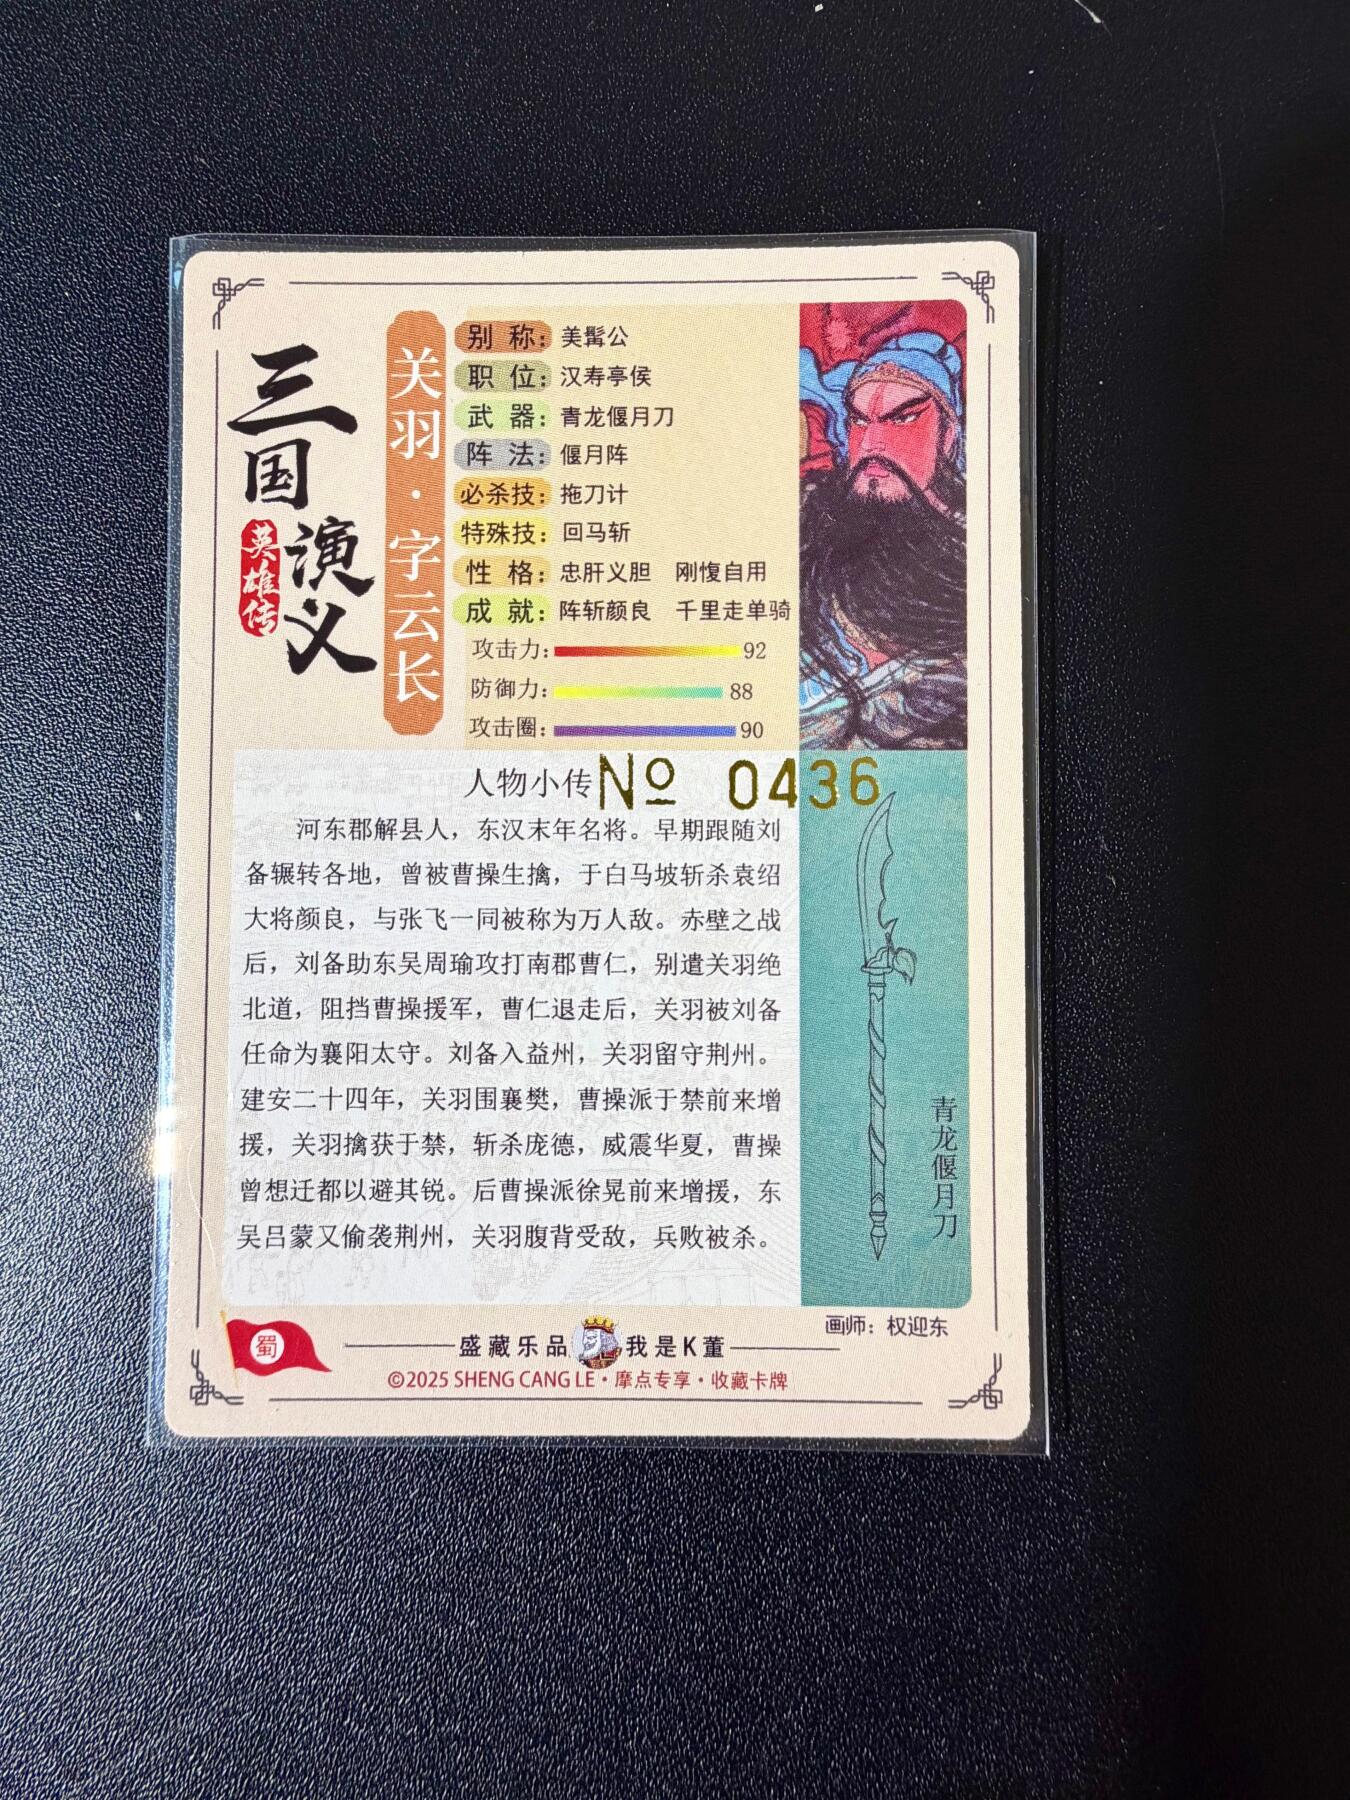 三国演义
英雄传
关羽·字云长
别称：美髯公
职位：汉寿亭侯
武器：青龙偃月刀
阵法：偃月阵
必杀技：拖刀计
特殊技：回马斩
性格：忠肝义胆 刚愎自用
成就：阵斩颜良 千里走单骑
攻击力：92
防御力：88
攻击圈：90
人物小传
No 0436
河东郡解县人，东汉末年名将。早期跟随刘
备辗转各地，曾被曹操生擒，于白马坡斩杀袁绍
大将颜良，与张飞一同被称为万人敌。赤壁之战
后，刘备助东吴周瑜攻打南郡曹仁，别遣关羽绝
北道，阻挡曹操援军，曹仁退走后，关羽被刘备
任命为襄阳太守。刘备入益州，关羽留守荆州。
建安二十四年，关羽围襄樊，曹操派于禁前来增
援，关羽擒获于禁，斩杀庞德，威震华夏，曹操
曾想迁都以避其锐。后曹操派徐晃前来增援，东
吴吕蒙又偷袭荆州，关羽腹背受敌，兵败被杀。
青龙偃月刀
画师：权迎东
蜀
盛藏乐品 我是K董
©2025 SHENG CANG LE·摩点专享·收藏卡牌